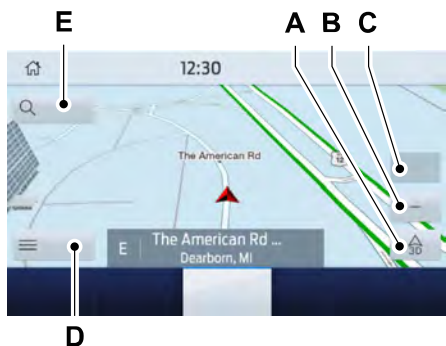 E
A B C
12:30
The American Rd
12
3D
E
The American Rd ...
Dearborn, MI
D